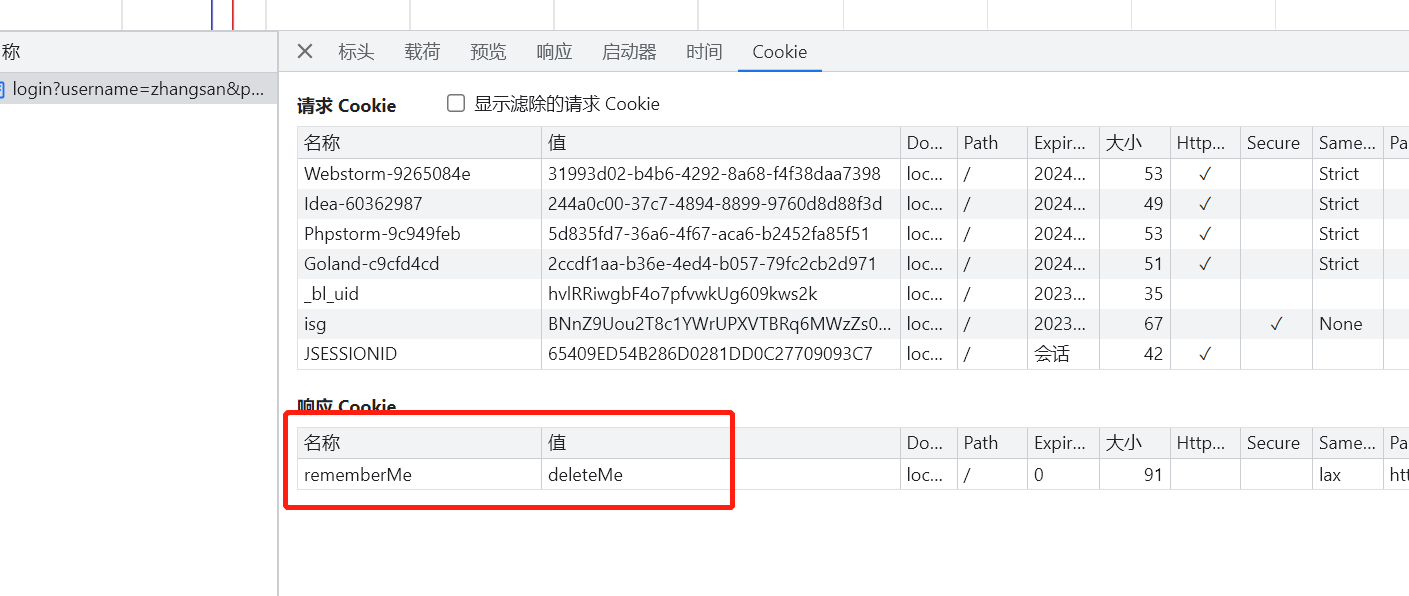 称
标头 载荷 预览 响应 启动器 时间 Cookie
login?username=zhangsan&p...
请求 Cookie 显示滤除的请求 Cookie
名称 值 Do... Path Expir... 大小 Http... Secure Same... Pa
Webstorm-9265084e 31993d02-b4b6-4292-8a68-f4f38daa7398 loc... / 2024... 53 ✓ Strict
Idea-60362987 244a0c00-37c7-4894-8899-9760d8d88f3d loc... / 2024... 49 ✓ Strict
Phpstorm-9c949feb 5d835fd7-36a6-4f67-aca6-b2452fa85f51 loc... / 2024... 53 ✓ Strict
Goland-c9cfd4cd 2ccdf1aa-b36e-4ed4-b057-79fc2cb2d971 loc... / 2024... 51 ✓ Strict
_bl_uid hvlRRiwgbF4o7pfvwkUg609kws2k loc... / 2023... 35
isg BNnZ9Uou2T8c1YWrUPXVTBRq6MWzZs0... loc... / 2023... 67 ✓ None
JSESSIONID 65409ED54B286D0281DD0C27709093C7 loc... / 会话 42 ✓
响应 Cookie
名称 值 Do... Path Expir... 大小 Http... Secure Same... Pa
rememberMe deleteMe loc... / 0 91 lax htt